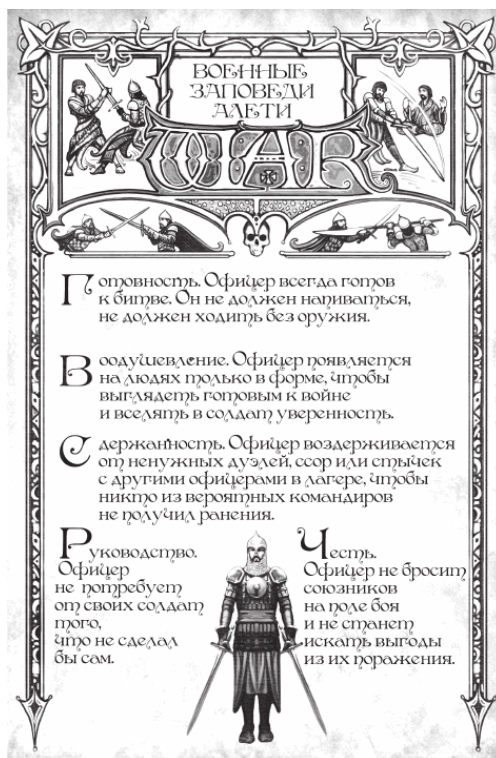 ВОЕННЫЕ
ЗАПОВЕДИ
АЛЕТИ
WAR
Готовность. Офицер всегда готов
к битве. Он не должен напиваться,
не должен ходить без оружия.
Воодушевление. Офицер появляется
на людях только в форме, чтобы
выглядеть готовым к войне
и вселять в солдат уверенность.
Сдержанность. Офицер воздерживается
от ненужных дуэлей, ссор или стычек
с другими офицерами в лагере, чтобы
никто из вероятных командиров
не получил ранения.
Руководство.
Офицер
не потребует
от своих солдат
того,
что не сделал
бы сам.
Честь.
Офицер не бросит
союзников
на поле боя
и не станет
искать выгоды
из их поражения.